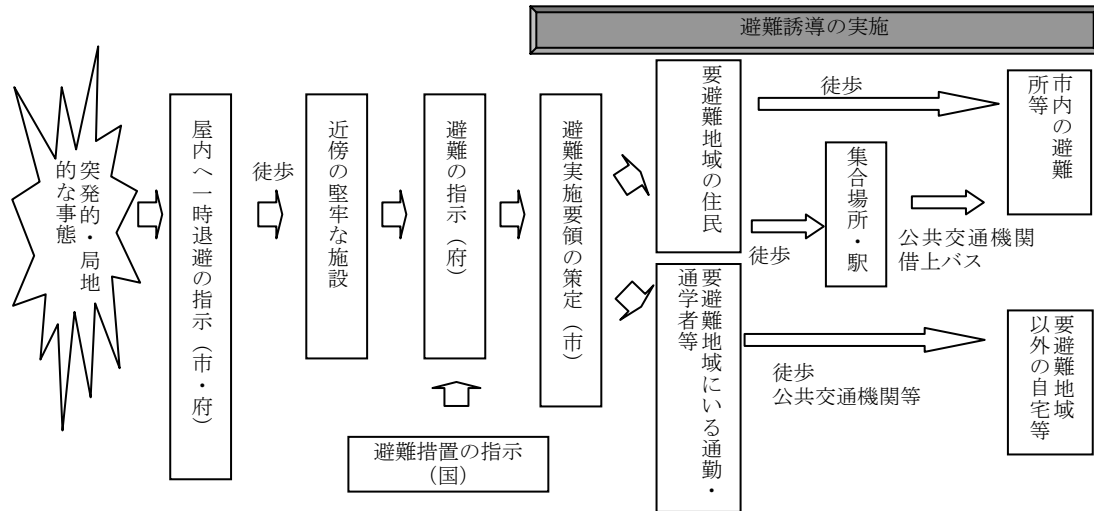 避難誘導の実施
突発的・局地
的な事態
屋内へ一時退避の指示（市・府）
徒歩
近傍の堅牢な施設
避難の指示（府）
避難措置の指示
（国）
避難実施要領の策定（市）
要避難地域の住民
徒歩
市内の避難
所等
徒歩
集合場所・駅
公共交通機関
借上バス
要避難地域にいる通勤・
通学者等
徒歩
公共交通機関等
要避難地域
以外の自宅等